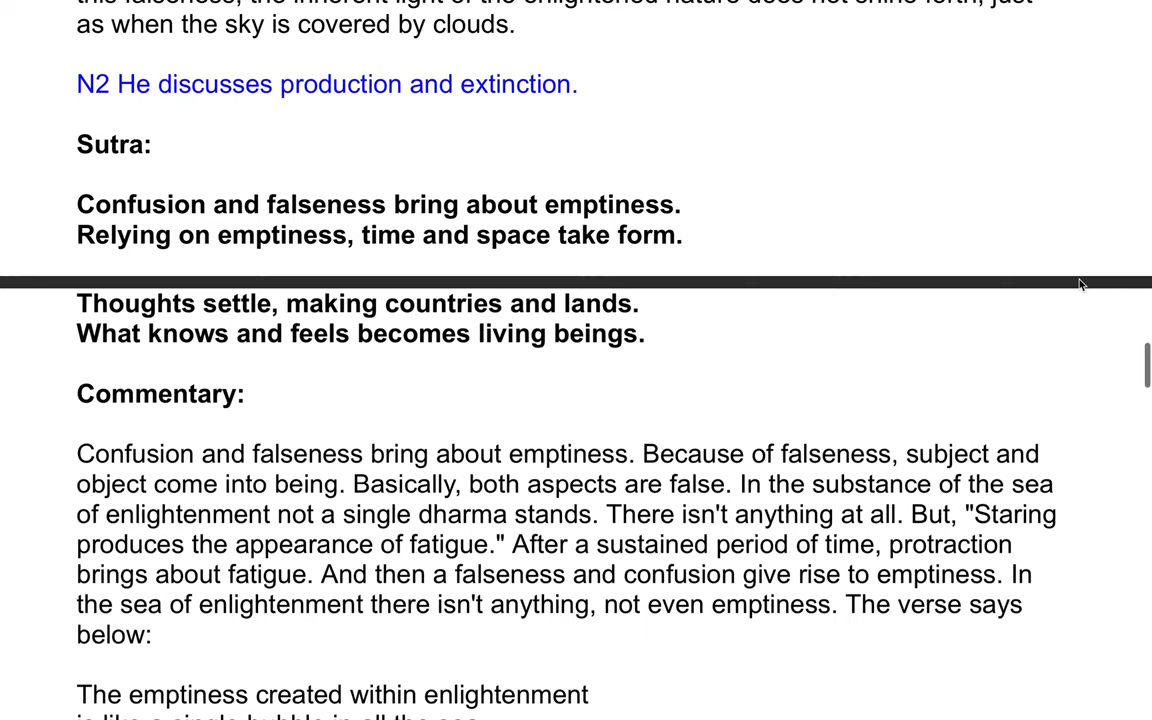 as when the sky is covered by clouds.
N2 He discusses production and extinction.
Sutra:
Confusion and falseness bring about emptiness.
Relying on emptiness, time and space take form.
Thoughts settle, making countries and lands.
What knows and feels becomes living beings.
Commentary:
Confusion and falseness bring about emptiness. Because of falseness, subject and
object come into being. Basically, both aspects are false. In the substance of the sea
of enlightenment not a single dharma stands. There isn't anything at all. But, "Staring
produces the appearance of fatigue." After a sustained period of time, protraction
brings about fatigue. And then a falseness and confusion give rise to emptiness. In
the sea of enlightenment there isn't anything, not even emptiness. The verse says
below:
The emptiness created within enlightenment